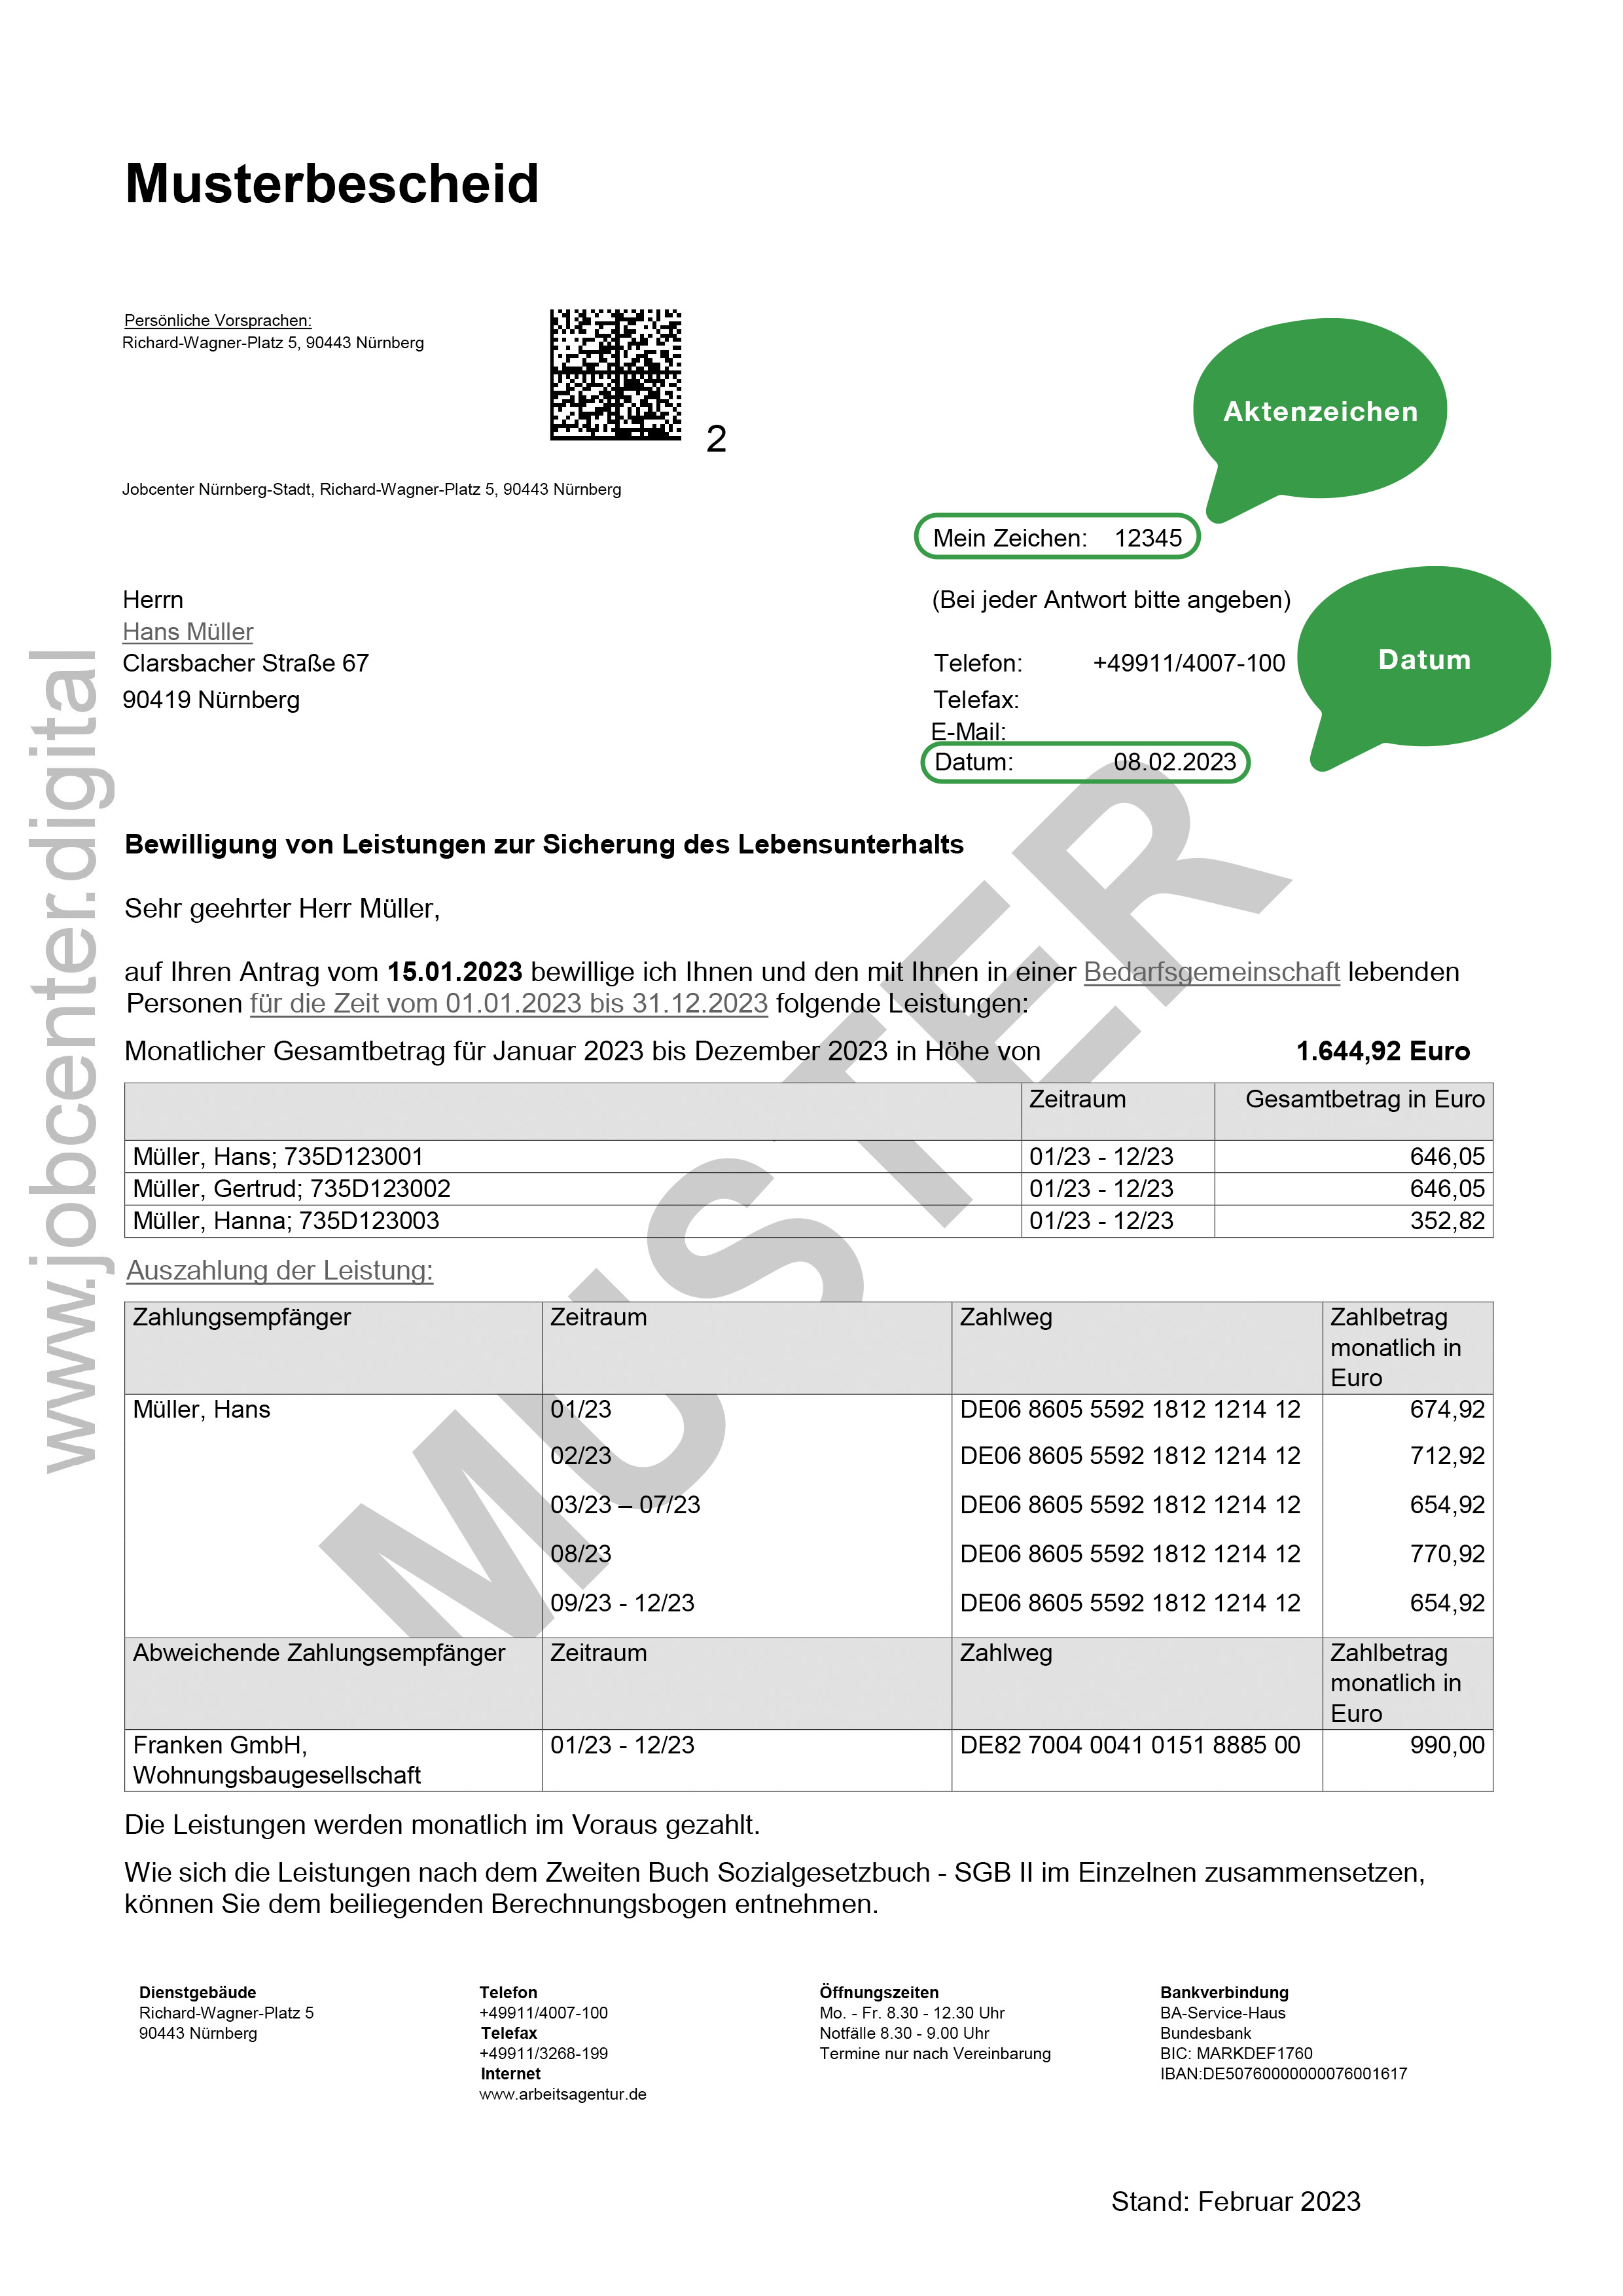 Musterbescheid
Persönliche Vorsprachen:
Richard-Wagner-Platz 5, 90443 Nürnberg
2
Aktenzeichen
Jobcenter Nürnberg-Stadt, Richard-Wagner-Platz 5, 90443 Nürnberg
Mein Zeichen: 12345
Herrn
Hans Müller
Clarsbacher Straße 67
90419 Nürnberg
(Bei jeder Antwort bitte angeben)
Telefon: +49911/4007-100
Telefax:
E-Mail:
Datum: 08.02.2023
Datum
www.jobcenter.digital
MUSTER
Bewilligung von Leistungen zur Sicherung des Lebensunterhalts
Sehr geehrter Herr Müller,
auf Ihren Antrag vom 15.01.2023 bewillige ich Ihnen und den mit Ihnen in einer Bedarfsgemeinschaft lebenden
Personen für die Zeit vom 01.01.2023 bis 31.12.2023 folgende Leistungen:
Monatlicher Gesamtbetrag für Januar 2023 bis Dezember 2023 in Höhe von 1.644,92 Euro
Zeitraum Gesamtbetrag in Euro
Müller, Hans; 735D123001 01/23 - 12/23 646,05
Müller, Gertrud; 735D123002 01/23 - 12/23 646,05
Müller, Hanna; 735D123003 01/23 - 12/23 352,82
Auszahlung der Leistung:
Zahlungsempfänger Zeitraum Zahlweg Zahlbetrag
monatlich in
Euro
Müller, Hans 01/23 DE06 8605 5592 1812 1214 12 674,92
02/23 DE06 8605 5592 1812 1214 12 712,92
03/23 – 07/23 DE06 8605 5592 1812 1214 12 654,92
08/23 DE06 8605 5592 1812 1214 12 770,92
09/23 - 12/23 DE06 8605 5592 1812 1214 12 654,92
Abweichende Zahlungsempfänger Zeitraum Zahlweg Zahlbetrag
monatlich in
Euro
Franken GmbH, 01/23 - 12/23 DE82 7004 0041 0151 8885 00 990,00
Wohnungsbaugesellschaft
Die Leistungen werden monatlich im Voraus gezahlt.
Wie sich die Leistungen nach dem Zweiten Buch Sozialgesetzbuch - SGB II im Einzelnen zusammensetzen,
können Sie dem beiliegenden Berechnungsbogen entnehmen.
Dienstgebäude
Richard-Wagner-Platz 5
90443 Nürnberg
Telefon
+49911/4007-100
Telefax
+49911/3268-199
Internet
www.arbeitsagentur.de
Öffnungszeiten
Mo. - Fr. 8.30 - 12.30 Uhr
Notfälle 8.30 - 9.00 Uhr
Termine nur nach Vereinbarung
Bankverbindung
BA-Service-Haus
Bundesbank
BIC: MARKDEF1760
IBAN:DE50760000000076001617
Stand: Februar 2023